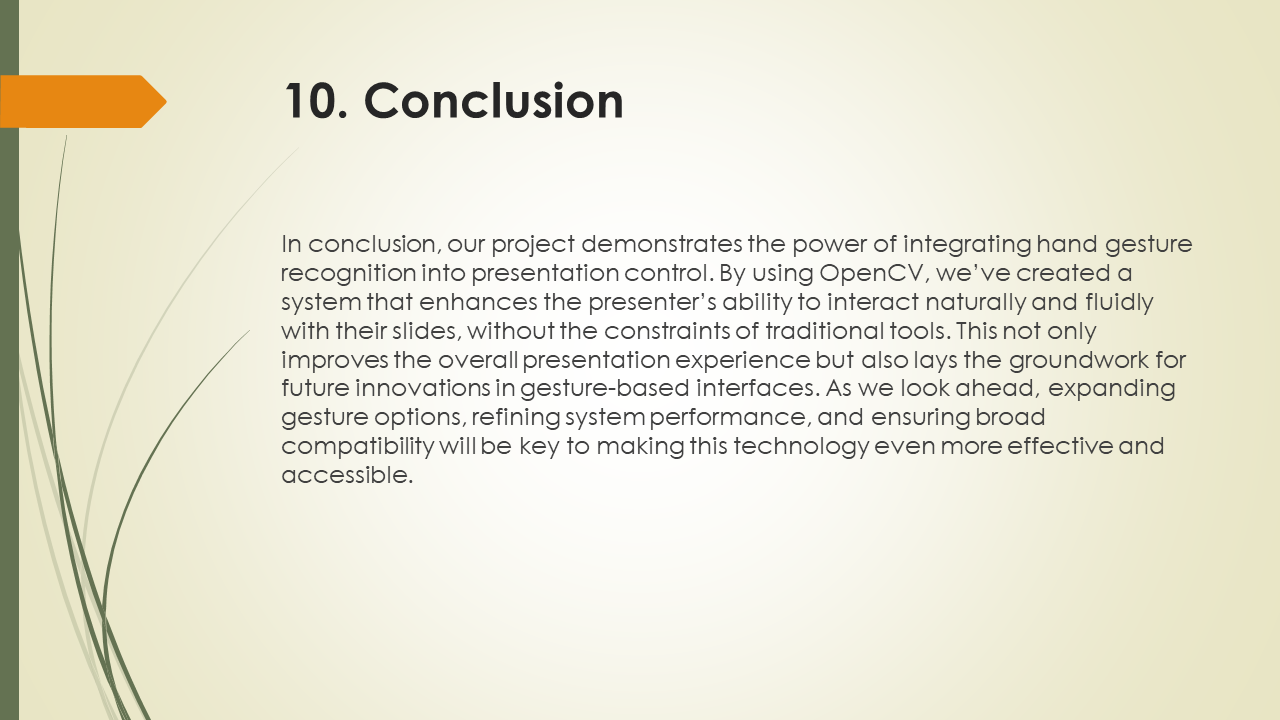 10. Conclusion
In conclusion, our project demonstrates the power of integrating hand gesture
recognition into presentation control. By using OpenCV, we’ve created a
system that enhances the presenter’s ability to interact naturally and fluidly
with their slides, without the constraints of traditional tools. This not only
improves the overall presentation experience but also lays the groundwork for
future innovations in gesture-based interfaces. As we look ahead, expanding
gesture options, refining system performance, and ensuring broad
compatibility will be key to making this technology even more effective and
accessible.